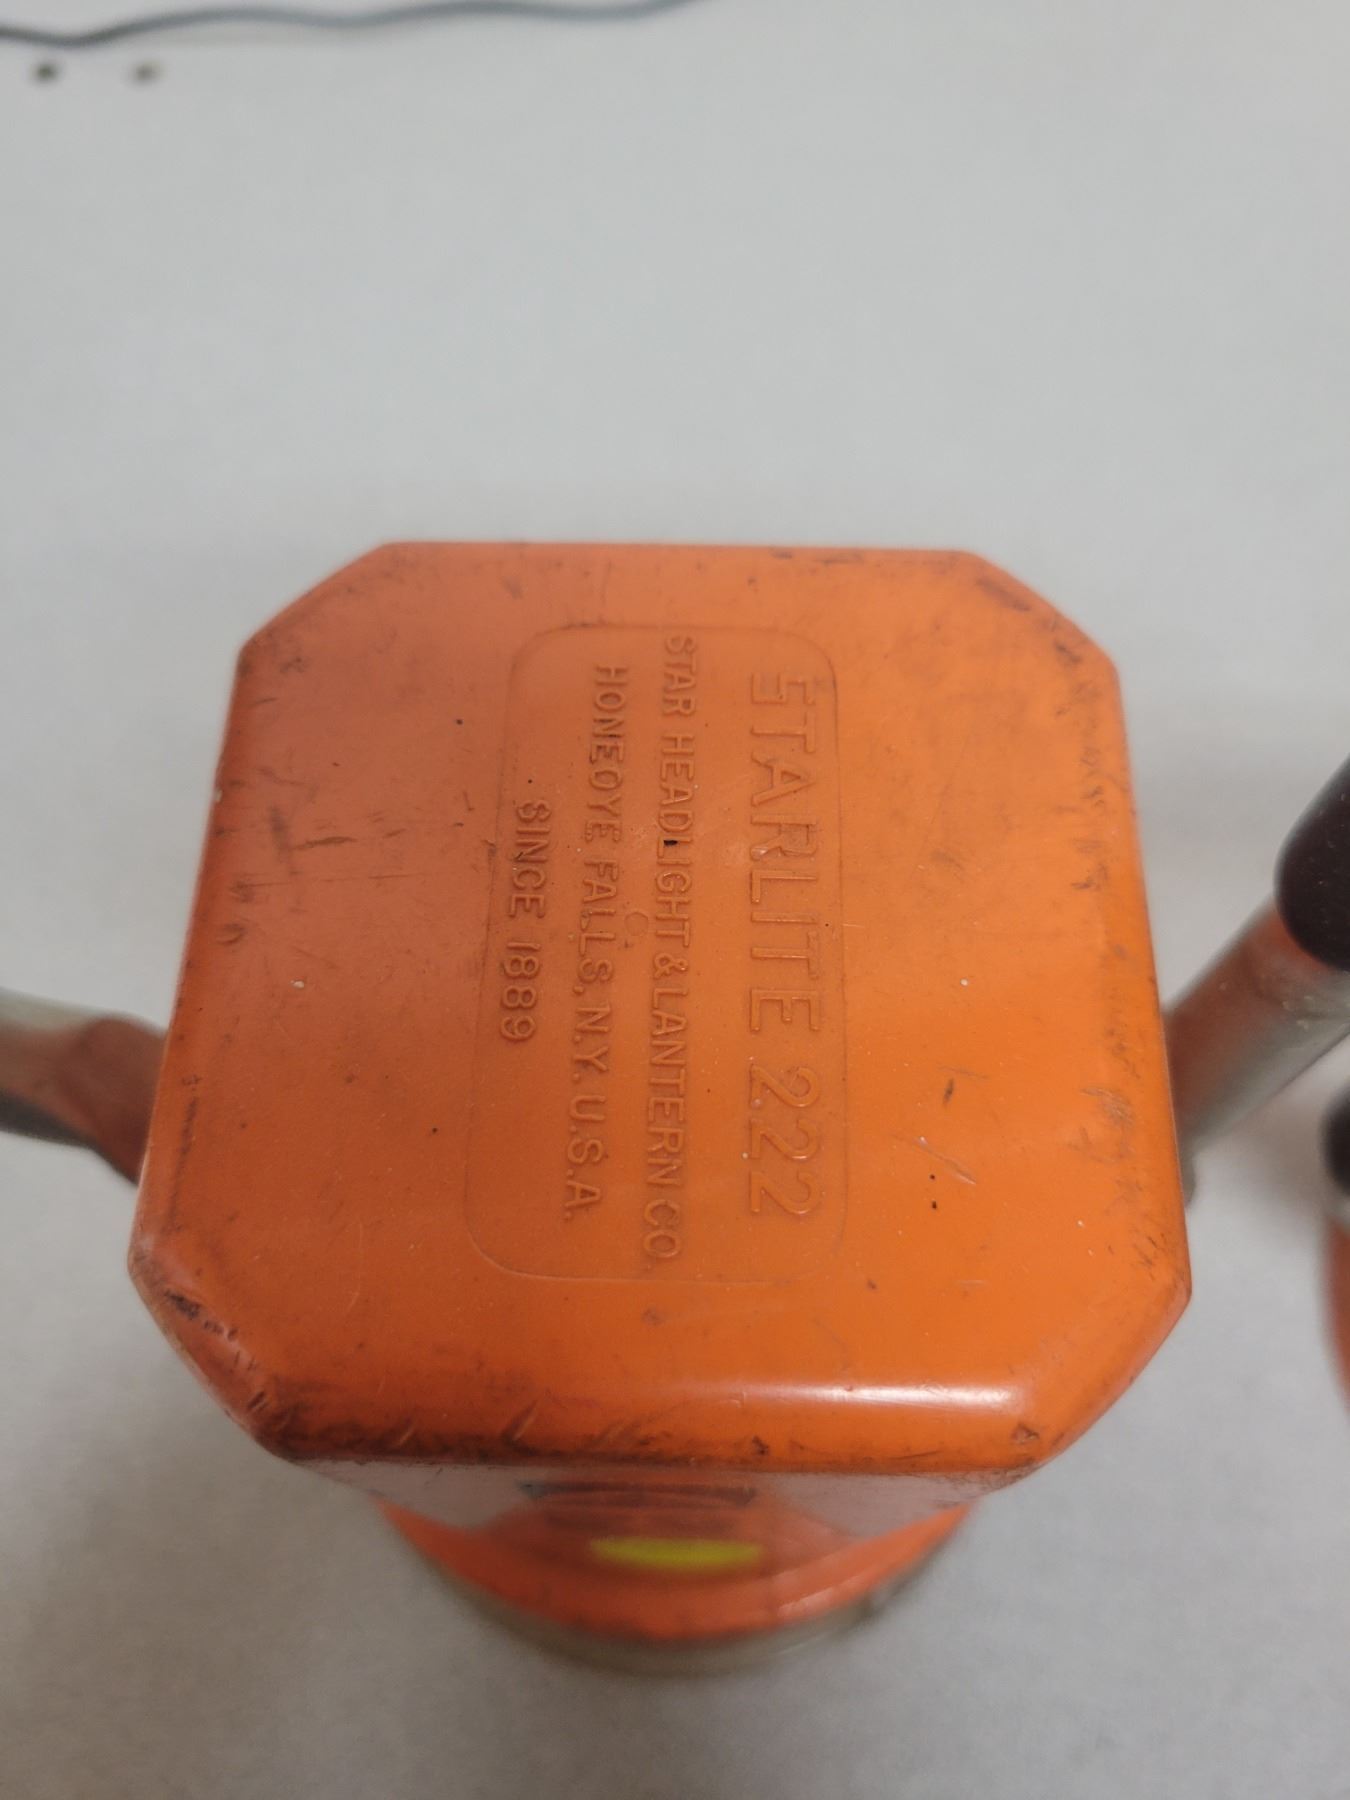 STARLITE 222
STAR HEADLIGHT & LANTERN CO.
HONEOYE FALLS, N.Y. U.S.A.
SINCE 1889